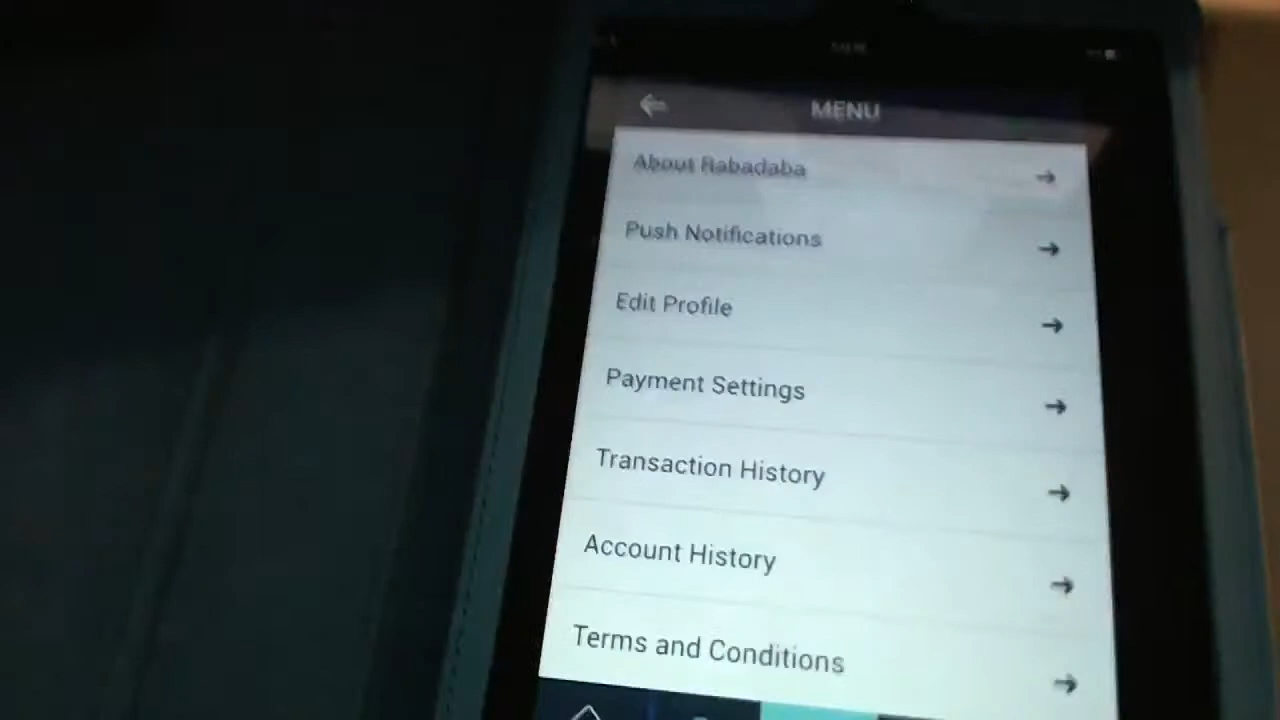 MENU
About Rabadaba
Push Notifications
Edit Profile
Payment Settings
Transaction History
Account History
Terms and Conditions